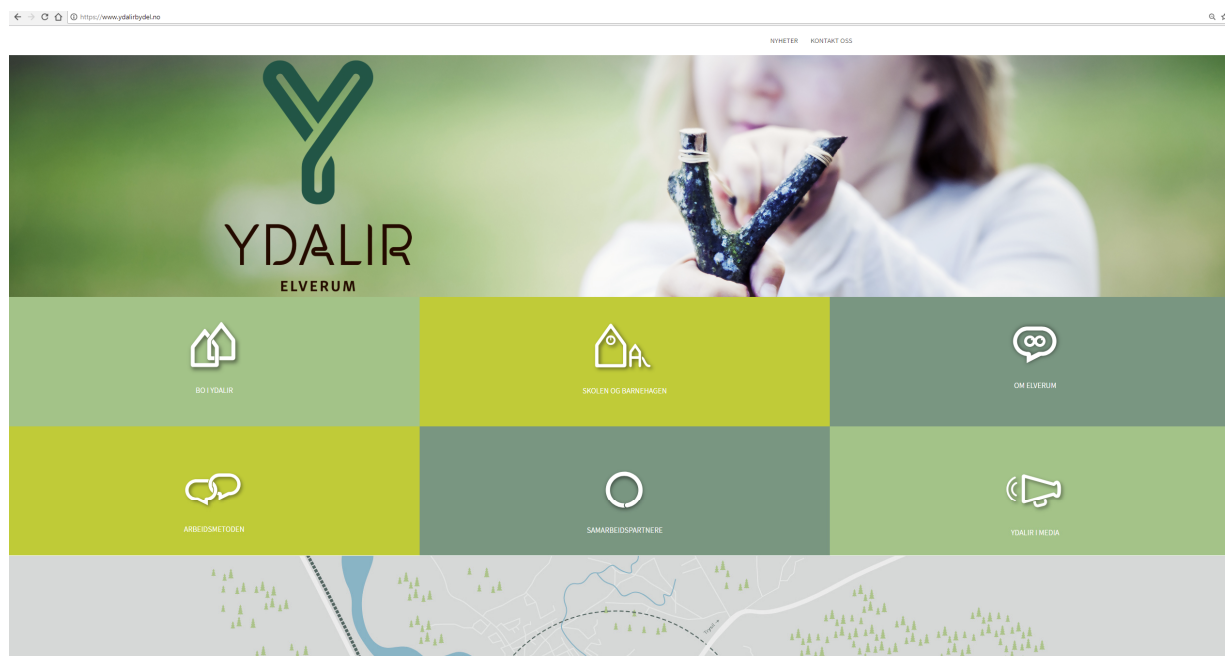 https://www.ydalirbydel.no
NYHETER KONTAKT OSS
YDALIR
ELVERUM
BO I YDALIR
SKOLEN OG BARNEHAGEN
OM ELVERUM
ARBEIDSMETODEN
SAMARBEIDSPARTNERE
YDALIR I MEDIA
Trysil